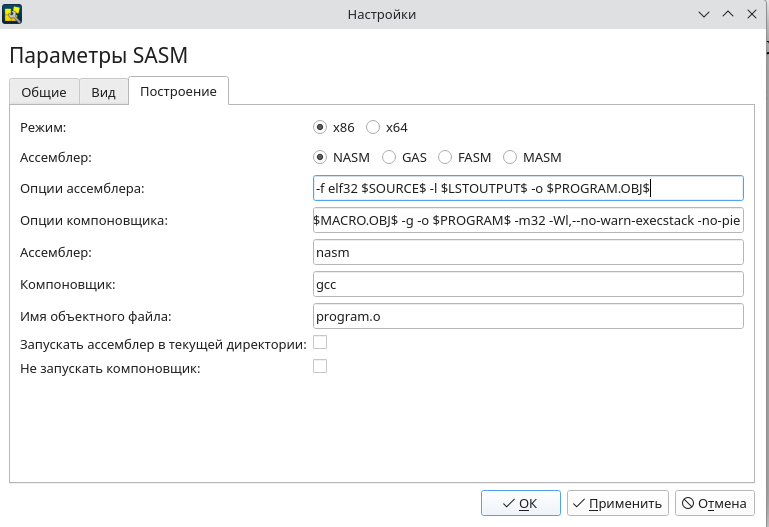 Настройки
Параметры SASM
Общие Вид Построение
Режим: x86 x64
Ассемблер: NASM GAS FASM MASM
Опции ассемблера: -f elf32 $SOURCE$ -l $LSTOUTPUT$ -o $PROGRAM.OBJ$
Опции компоновщика: $MACRO.OBJ$ -g -o $PROGRAM$ -m32 -Wl,--no-warn-execstack -no-pie
Ассемблер: nasm
Компоновщик: gcc
Имя объектного файла: program.o
Запускать ассемблер в текущей директории:
Не запускать компоновщик:
ОК Применить Отмена